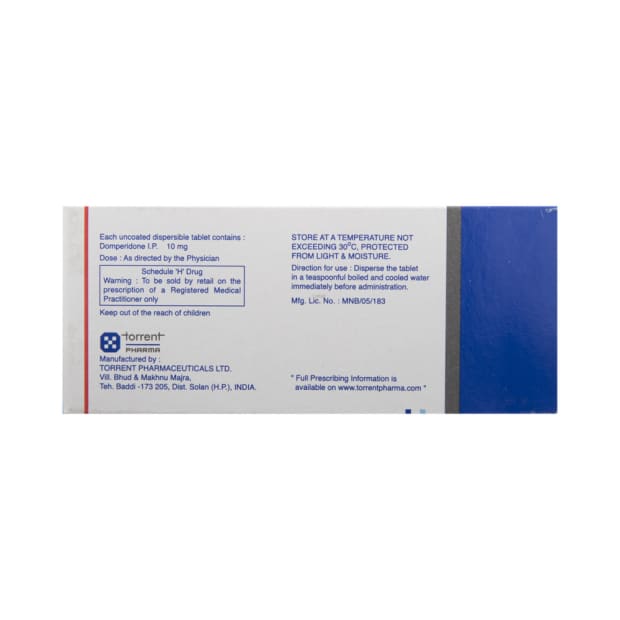 Each uncoated dispersible tablet contains :
Domperidone I.P. 10 mg
Dose : As directed by the Physician
Schedule 'H' Drug
Warning : To be sold by retail on the
prescription of a Registered Medical
Practitioner only
Keep out of the reach of children
torrent
PHARMA
Manufactured by :
TORRENT PHARMACEUTICALS LTD.
Vill. Bhud & Makhnu Majra,
Teh. Baddi -173 205, Dist. Solan (H.P.), INDIA.
STORE AT A TEMPERATURE NOT
EXCEEDING 30°C, PROTECTED
FROM LIGHT & MOISTURE.
Direction for use : Disperse the tablet
in a teaspoonful boiled and cooled water
immediately before administration.
Mfg. Lic. No. : MNB/05/183
" Full Prescribing Information is
available on www.torrentpharma.com "